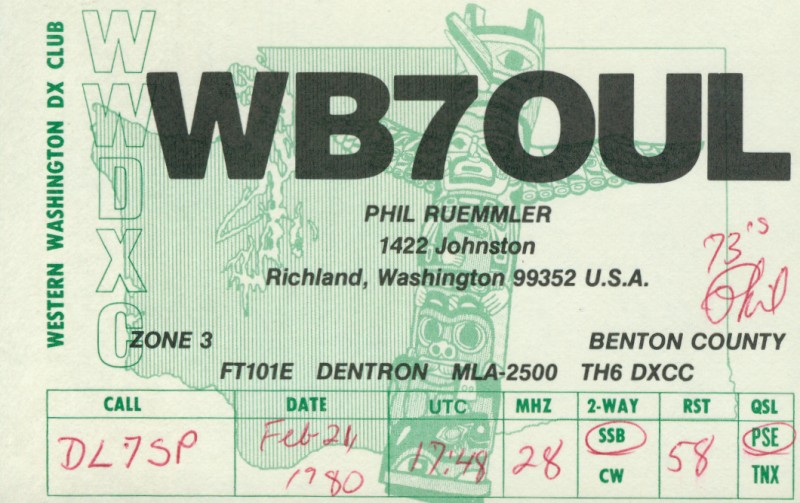 WESTERN WASHINGTON DX CLUB
WWDXC
WB7OUL
PHIL RUEMMLER
1422 Johnston
Richland, Washington 99352 U.S.A.
73's
Phil
ZONE 3 BENTON COUNTY
FT101E DENTRON MLA-2500 TH6 DXCC
CALL DATE UTC MHZ 2-WAY RST QSL
DL7SP Feb 21, 1980 17:48 28 SSB 58 PSE
CW TNX